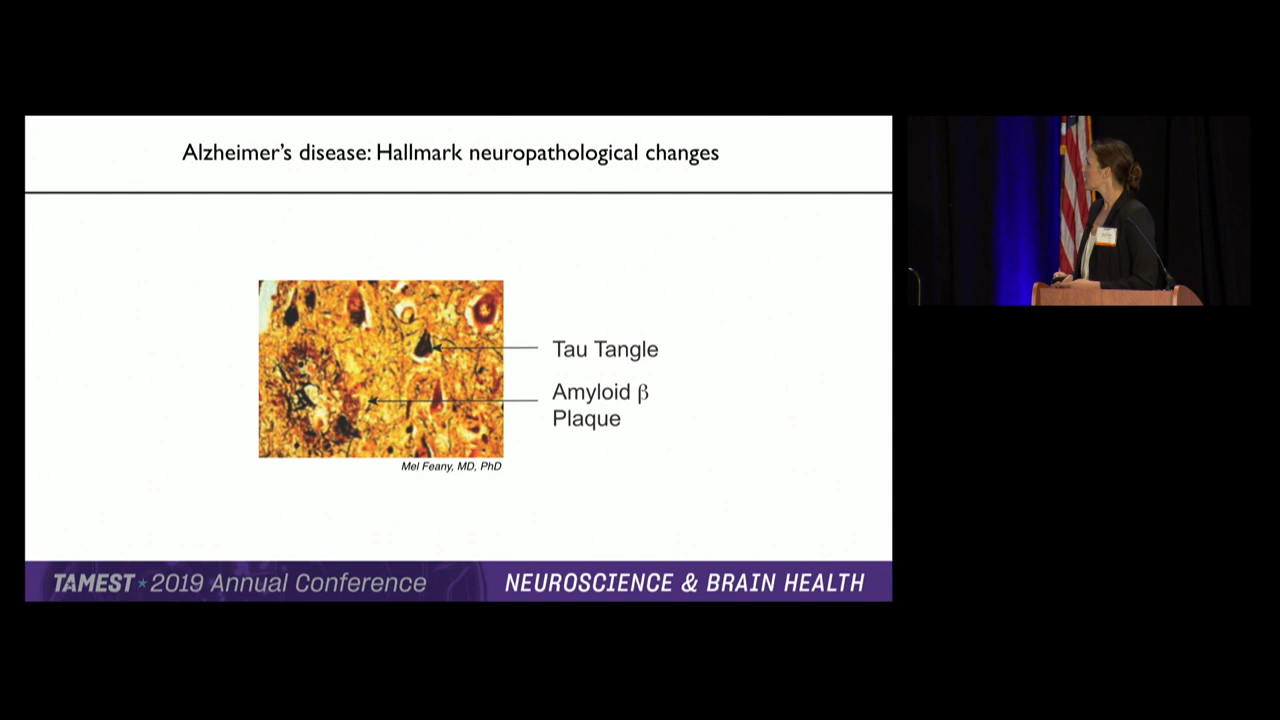 Alzheimer's disease: Hallmark neuropathological changes
Tau Tangle
Amyloid β
Plaque
Mel Feany, MD, PhD
TAMEST ★ 2019 Annual Conference
NEUROSCIENCE & BRAIN HEALTH